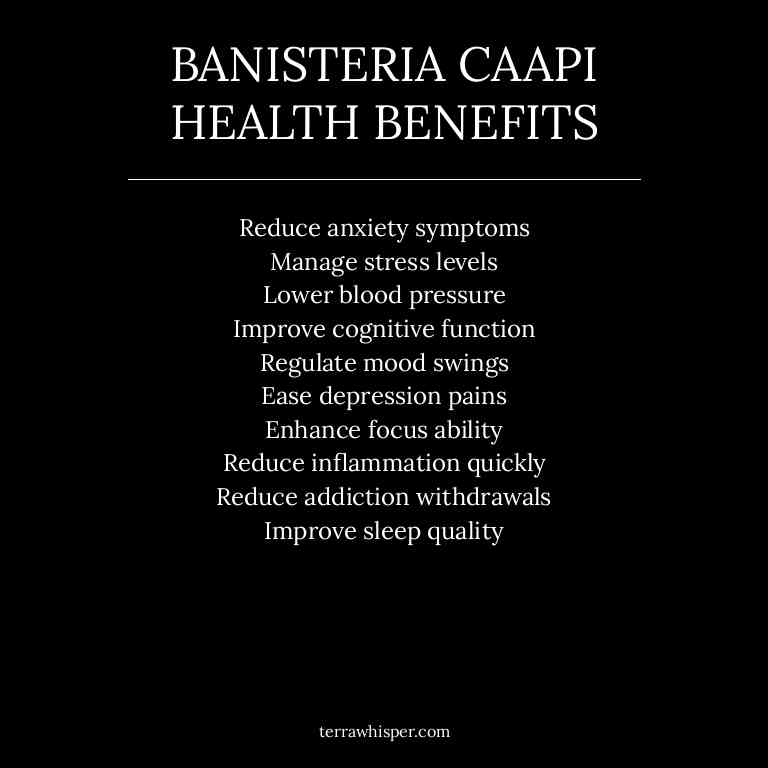 BANISTERIA CAAPI
HEALTH BENEFITS
Reduce anxiety symptoms
Manage stress levels
Lower blood pressure
Improve cognitive function
Regulate mood swings
Ease depression pains
Enhance focus ability
Reduce inflammation quickly
Reduce addiction withdrawals
Improve sleep quality
terrawhisper.com